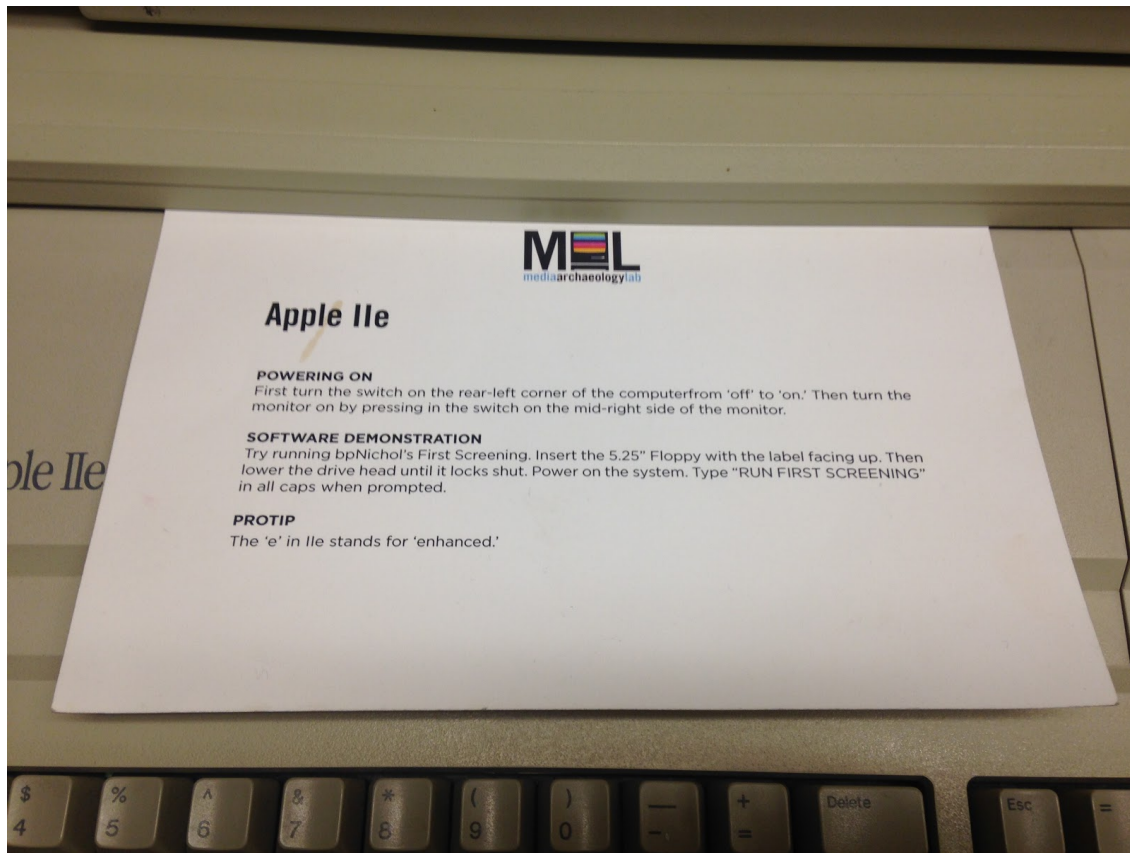 MEL
mediaarchaeologylab
Apple IIe
POWERING ON
First turn the switch on the rear-left corner of the computerfrom 'off' to 'on.' Then turn the
monitor on by pressing in the switch on the mid-right side of the monitor.
SOFTWARE DEMONSTRATION
Try running bpNichol's First Screening. Insert the 5.25" Floppy with the label facing up. Then
lower the drive head until it locks shut. Power on the system. Type "RUN FIRST SCREENING"
in all caps when prompted.
PROTIP
The 'e' in IIe stands for 'enhanced.'
ple IIe
$ % ^ & * ( ) — + Delete Esc =
4 5 6 7 8 9 0 - =